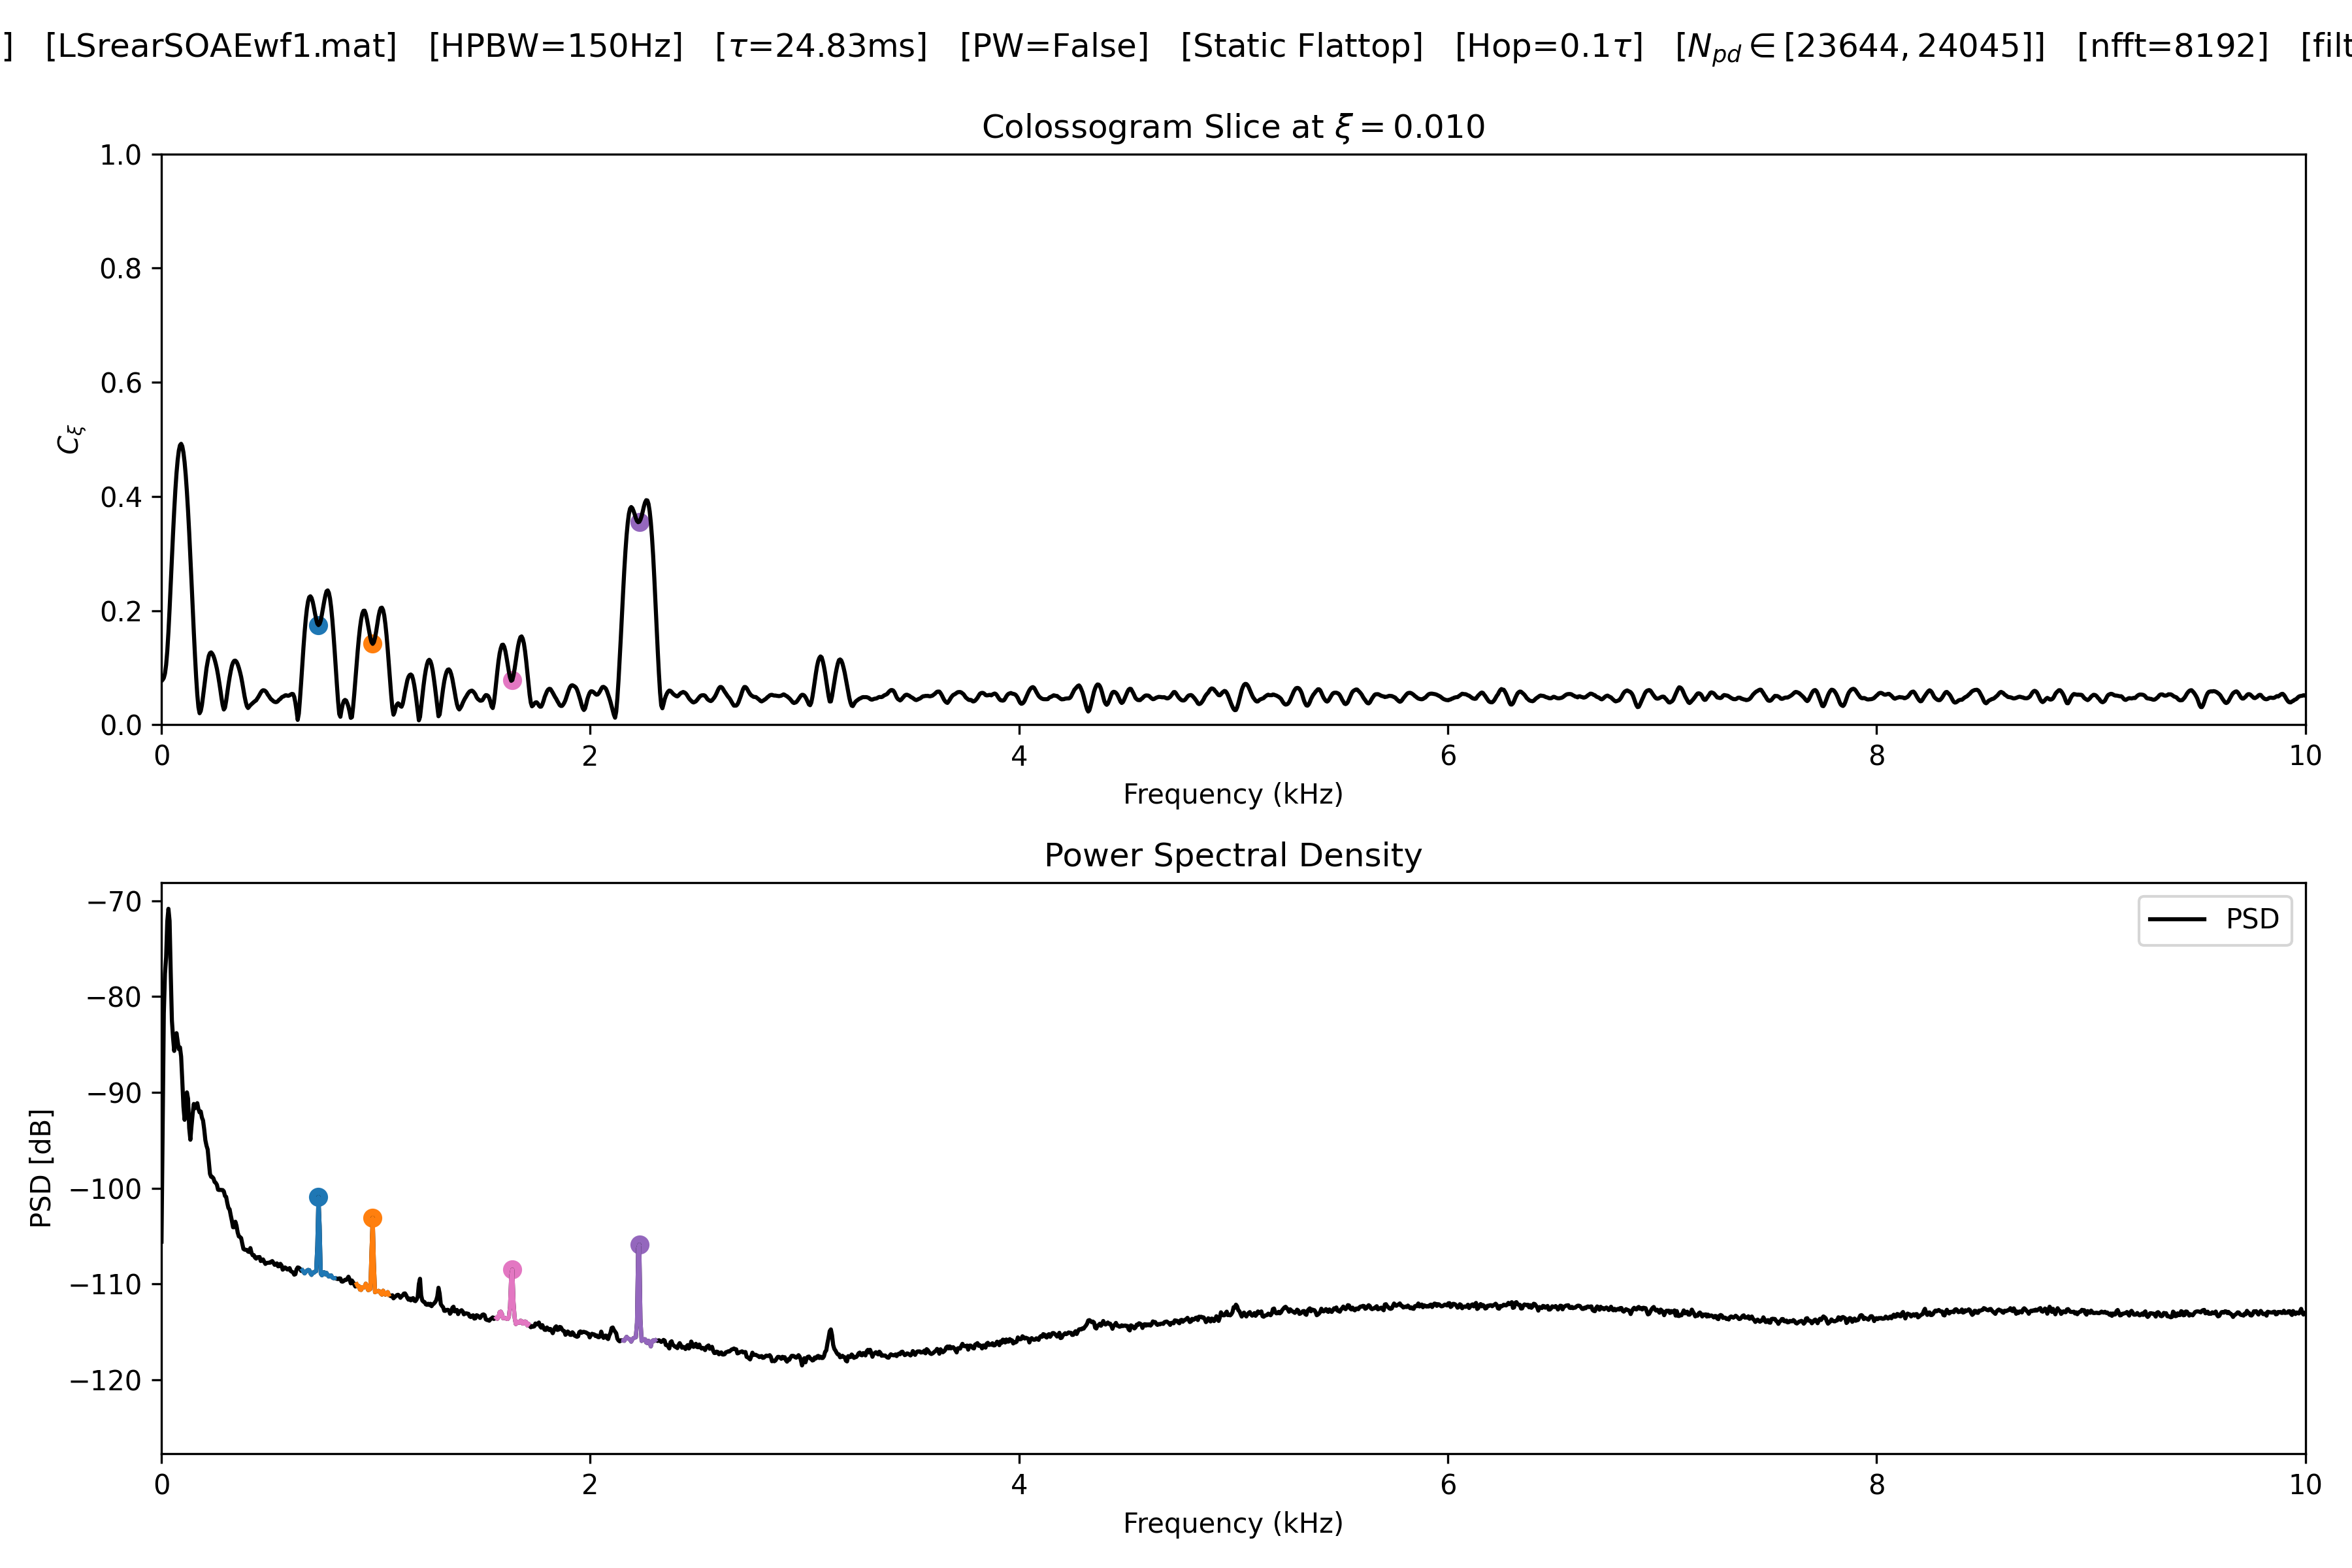 ] [LSrearSOAEwf1.mat] [HPBW=150Hz] [τ=24.83ms] [PW=False] [Static Flattop] [Hop=0.1τ] [N_pd ∈ [23644, 24045]] [nfft=8192] [filt
Colossogram Slice at ξ = 0.010
1.0
0.8
0.6
0.4
0.2
0.0
C_ξ
0 2 4 6 8 10
Frequency (kHz)
Power Spectral Density
−70
−80
−90
−100
−110
−120
PSD [dB]
PSD
0 2 4 6 8 10
Frequency (kHz)